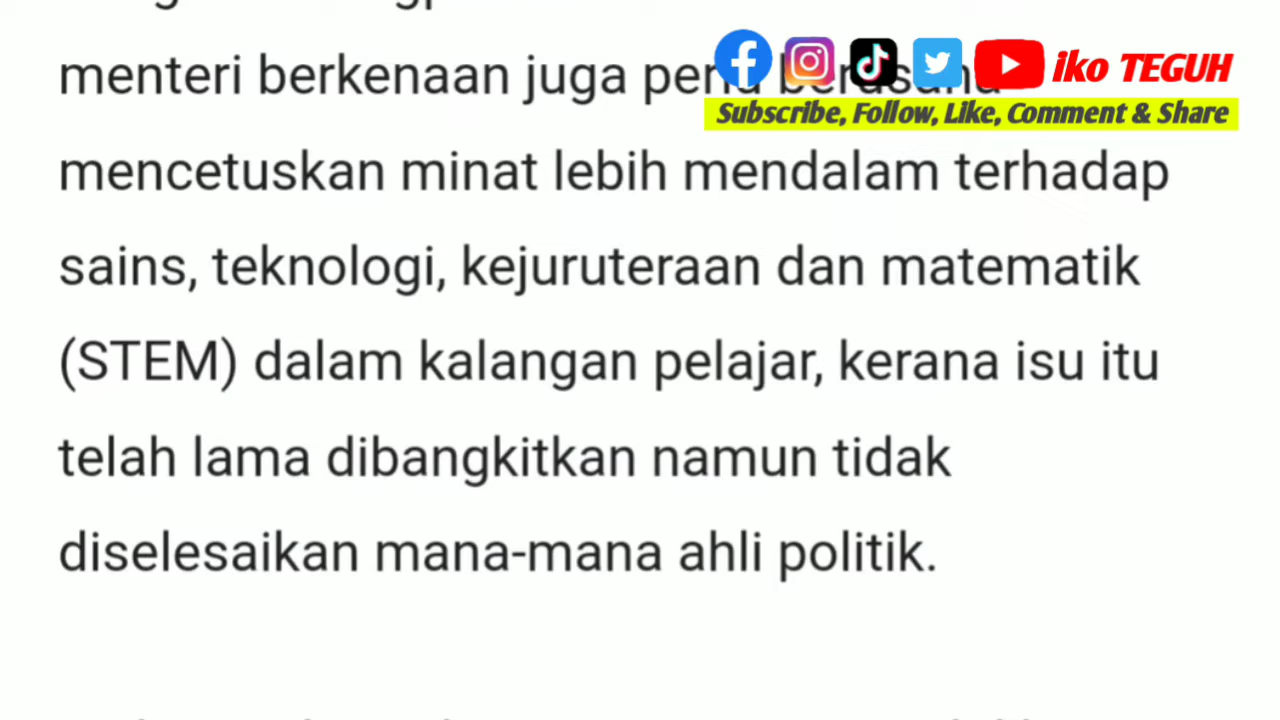 menteri berkenaan juga perlu berusaha
iko TEGUH
Subscribe, Follow, Like, Comment & Share
mencetuskan minat lebih mendalam terhadap
sains, teknologi, kejuruteraan dan matematik
(STEM) dalam kalangan pelajar, kerana isu itu
telah lama dibangkitkan namun tidak
diselesaikan mana-mana ahli politik.